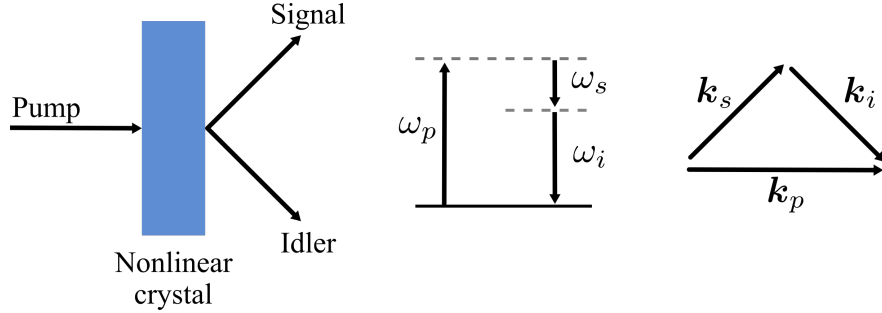 Signal
Pump
Idler
Nonlinear
crystal
ω_p
ω_s
ω_i
k_s
k_i
k_p